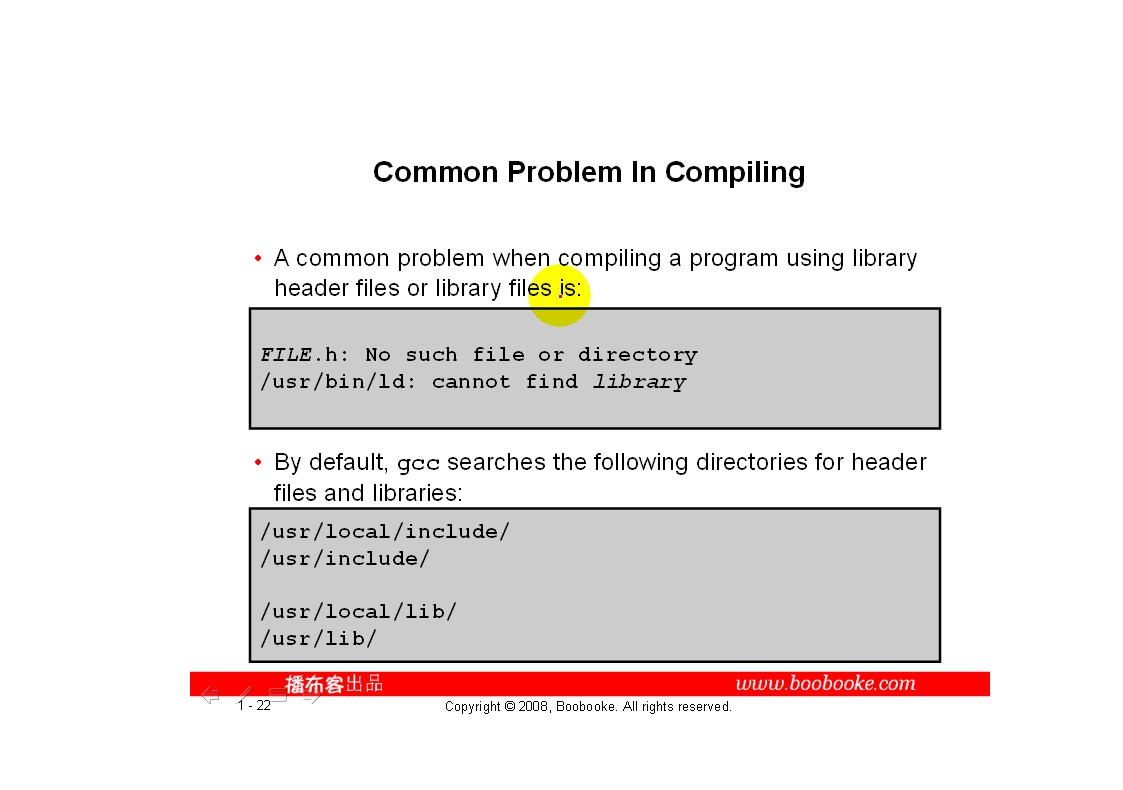 Common Problem In Compiling
• A common problem when compiling a program using library
header files or library files is:
FILE.h: No such file or directory
/usr/bin/ld: cannot find library
• By default, gcc searches the following directories for header
files and libraries:
/usr/local/include/
/usr/include/
/usr/local/lib/
/usr/lib/
播布客出品 www.boobooke.com
1 - 22 Copyright © 2008, Boobooke. All rights reserved.